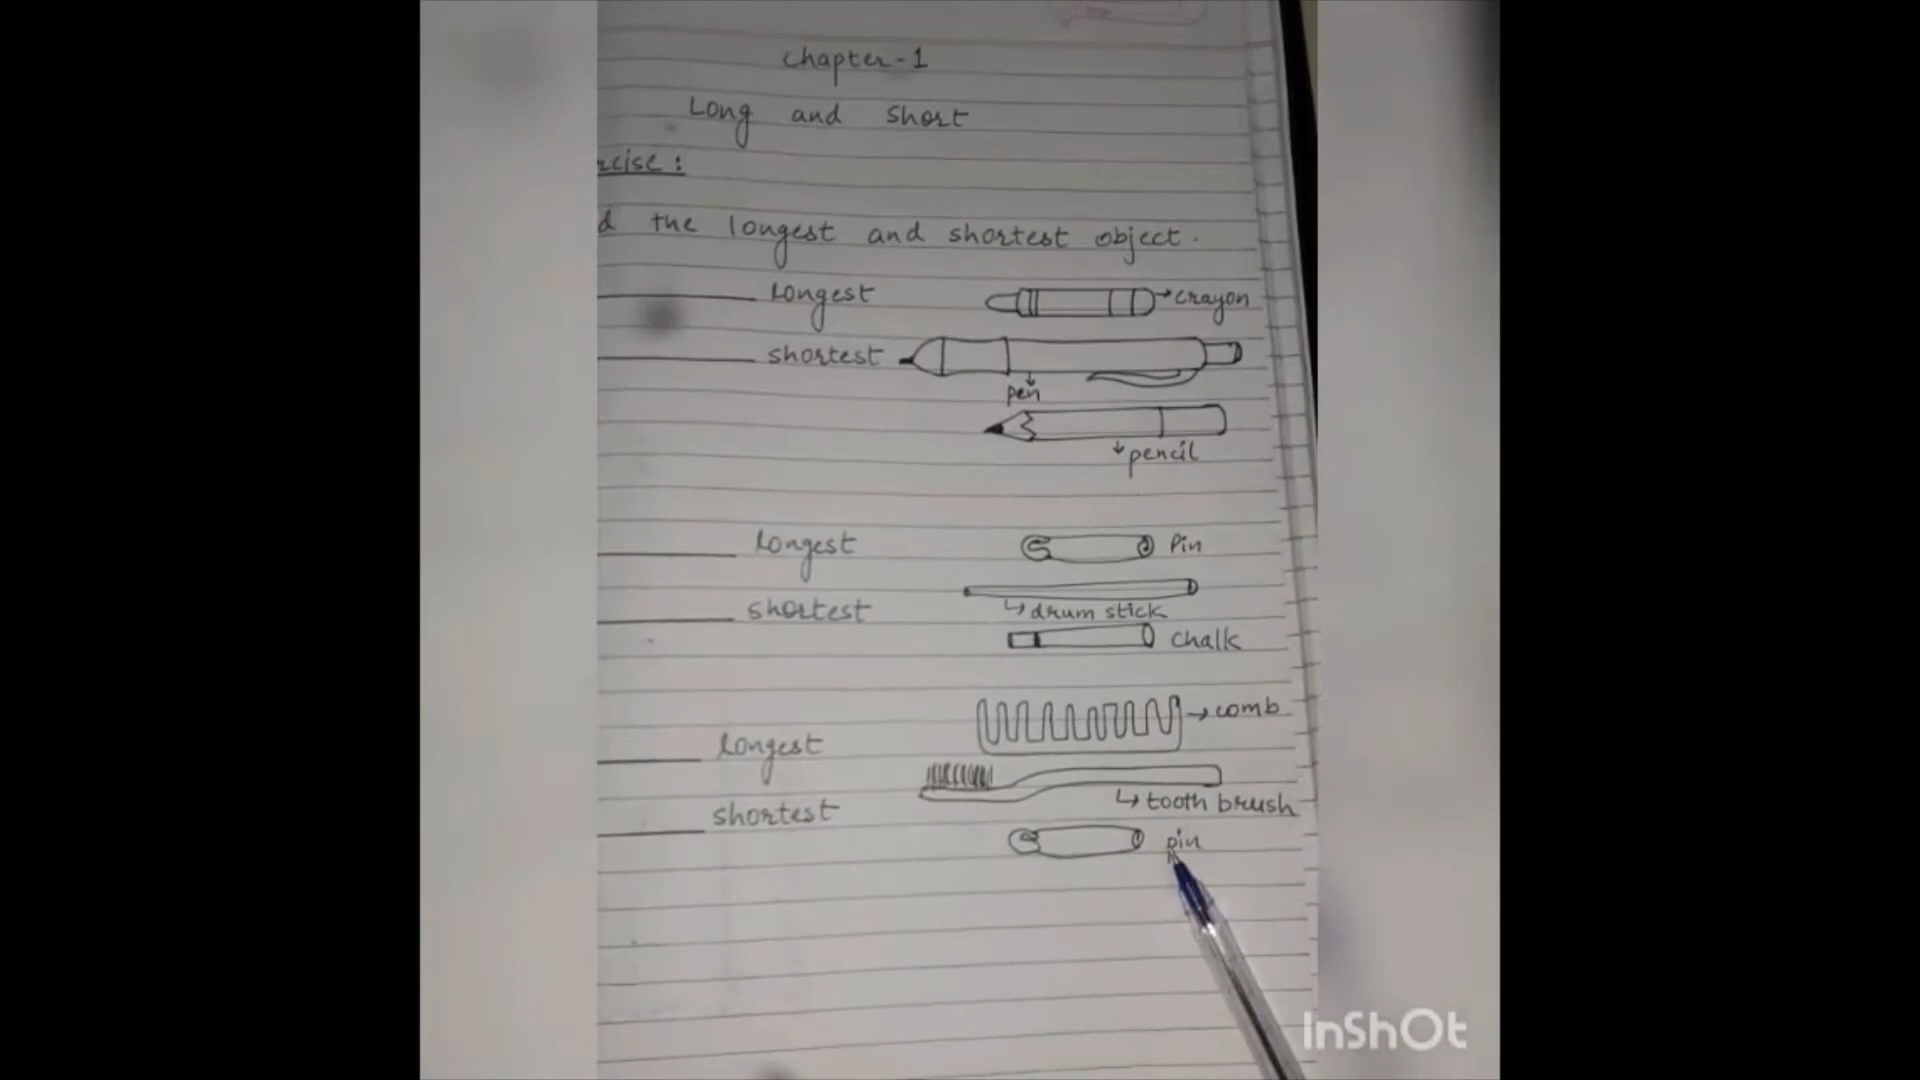 Chapter-1
Long and Short
rcise:
d the longest and shortest object.
longest
crayon
shortest
pen
pencil
longest
Pin
shortest
drum stick
chalk
comb
longest
tooth brush
shortest
pin
InShOt